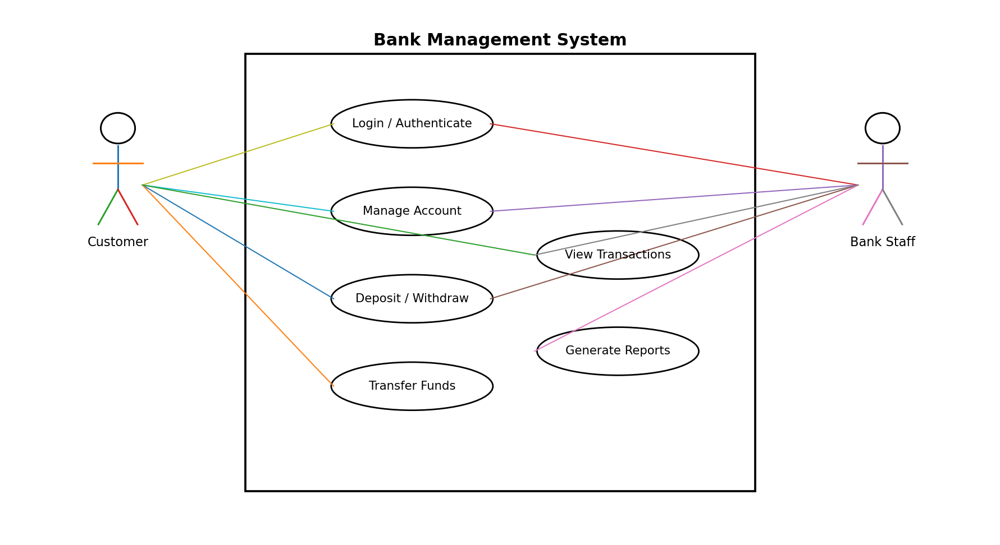 Bank Management System
Login / Authenticate
Manage Account
Customer
Bank Staff
View Transactions
Deposit / Withdraw
Generate Reports
Transfer Funds